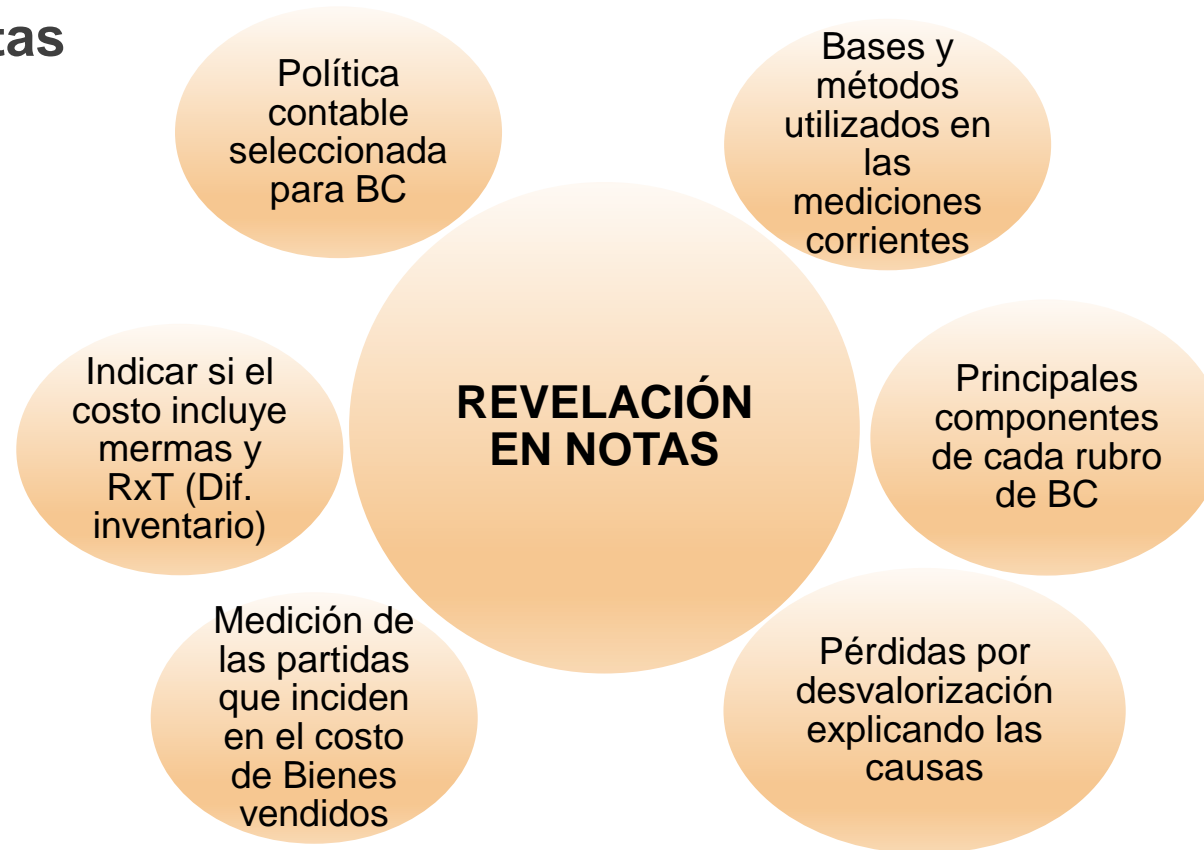 Política
contable
seleccionada
para BC
Bases y
métodos
utilizados en
las
mediciones
corrientes
Indicar si el
costo incluye
mermas y
RxT (Dif.
inventario)
REVELACIÓN
EN NOTAS
Principales
componentes
de cada rubro
de BC
Medición de
las partidas
que inciden
en el costo
de Bienes
vendidos
Pérdidas por
desvalorización
explicando las
causas